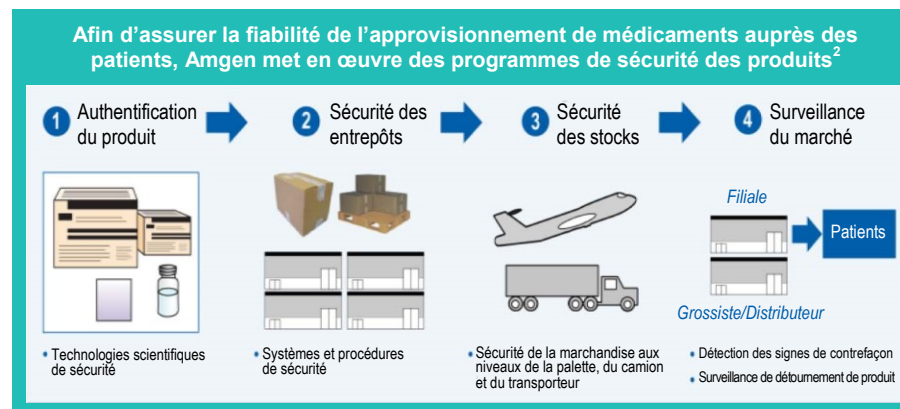 Afin d’assurer la fiabilité de l’approvisionnement de médicaments auprès des
patients, Amgen met en œuvre des programmes de sécurité des produits²
1 Authentification
du produit
2 Sécurité des
entrepôts
3 Sécurité
des stocks
4 Surveillance
du marché
Filiale
Patients
Grossiste/Distributeur
• Technologies scientifiques
de sécurité
• Systèmes et procédures
de sécurité
• Sécurité de la marchandise aux
niveaux de la palette, du camion
et du transporteur
• Détection des signes de contrefaçon
• Surveillance de détournement de produit